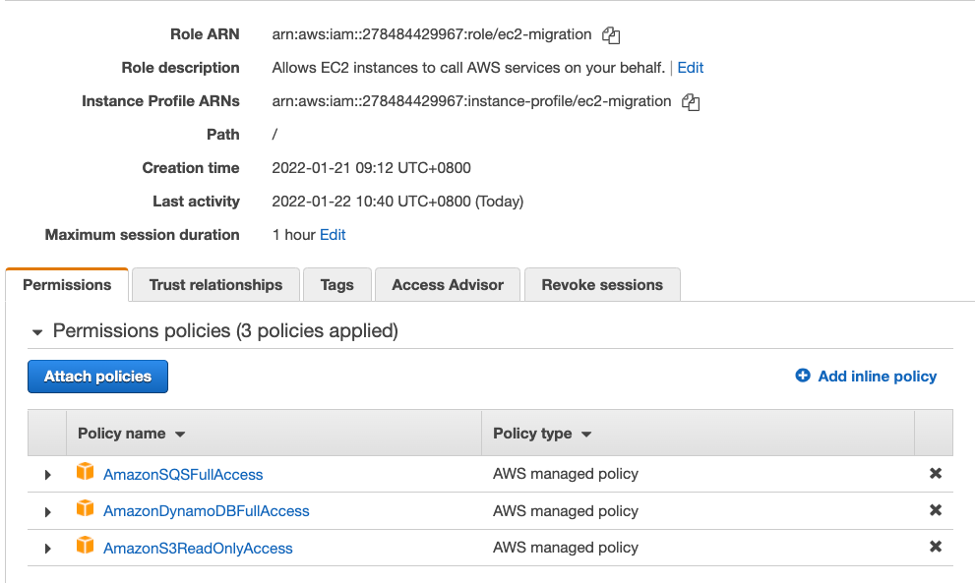 Role ARN arn:aws:iam::278484429967:role/ec2-migration
Role description Allows EC2 instances to call AWS services on your behalf. | Edit
Instance Profile ARNs arn:aws:iam::278484429967:instance-profile/ec2-migration
Path /
Creation time 2022-01-21 09:12 UTC+0800
Last activity 2022-01-22 10:40 UTC+0800 (Today)
Maximum session duration 1 hour Edit
Permissions Trust relationships Tags Access Advisor Revoke sessions
Permissions policies (3 policies applied)
Attach policies Add inline policy
Policy name Policy type
AmazonSQSFullAccess AWS managed policy
AmazonDynamoDBFullAccess AWS managed policy
AmazonS3ReadOnlyAccess AWS managed policy